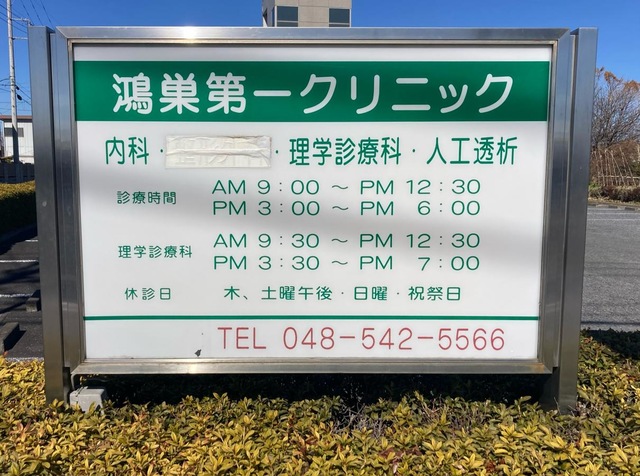 鴻巣第一クリニック
内科・ ・理学診療科・人工透析
診療時間 AM 9：00 ～ PM 12：30
PM 3：00 ～ PM 6：00
理学診療科 AM 9：30 ～ PM 12：30
PM 3：30 ～ PM 7：00
休診日 木、土曜午後・日曜・祝祭日
TEL 048-542-5566